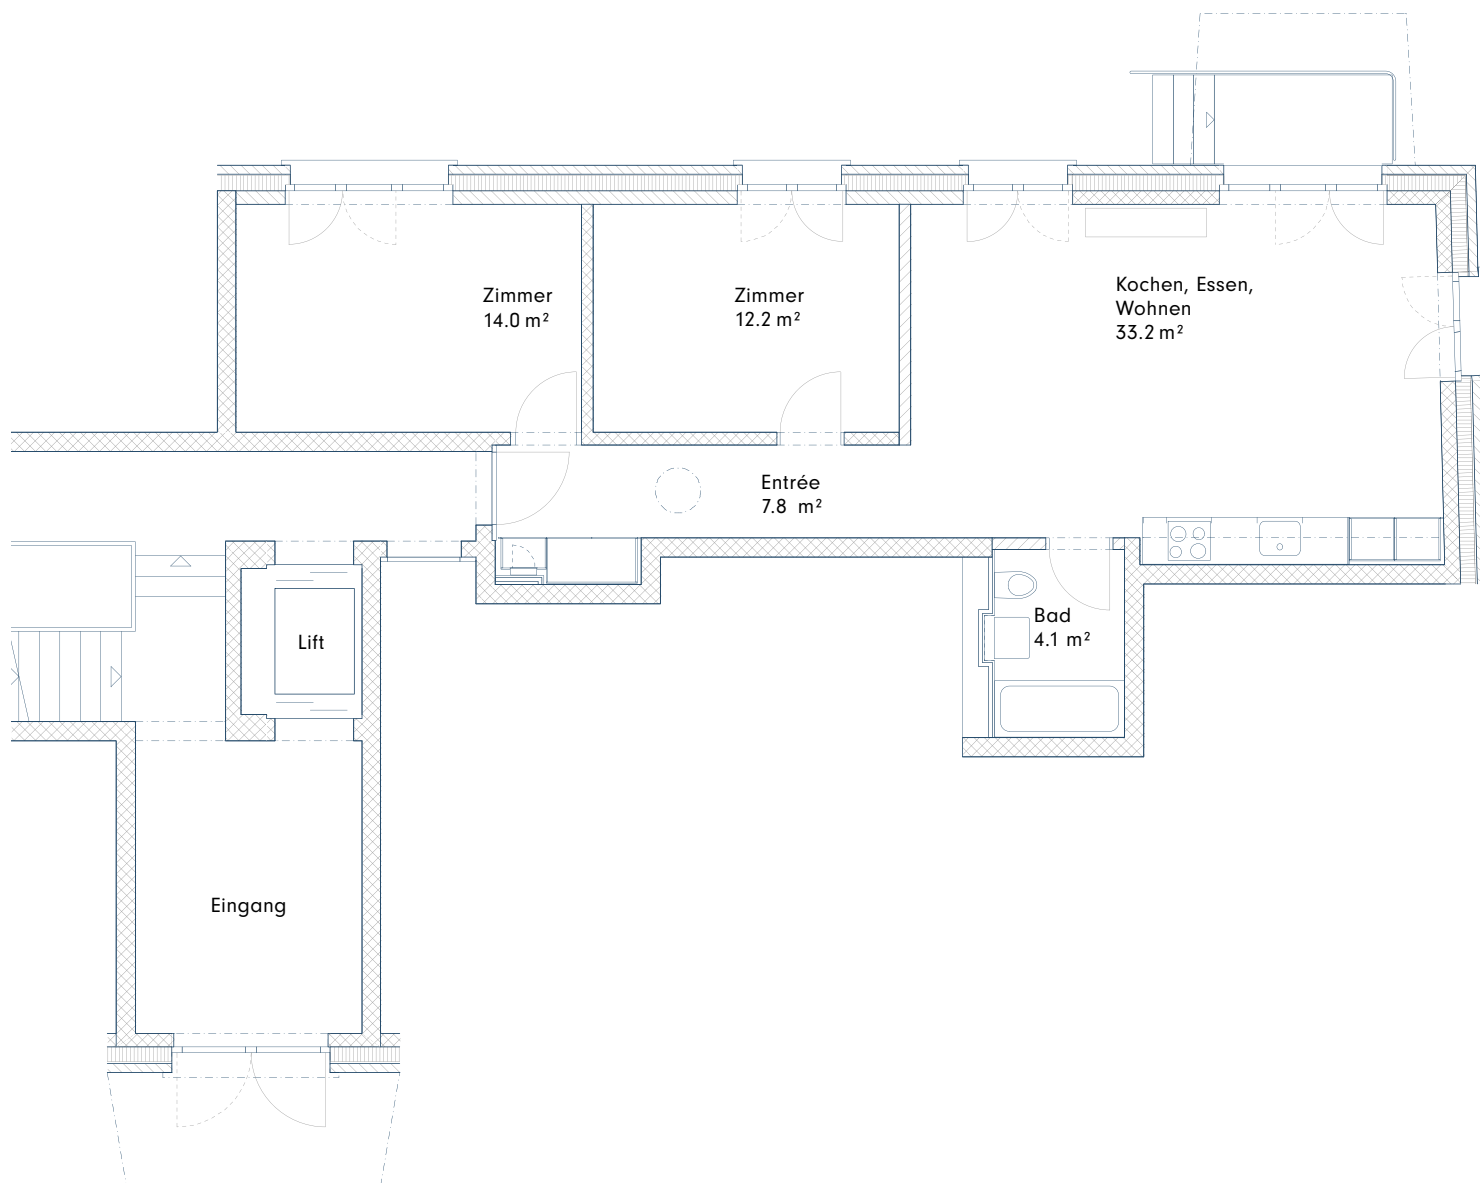 Zimmer
14.0 m²
Zimmer
12.2 m²
Kochen, Essen,
Wohnen
33.2 m²
Entrée
7.8 m²
Lift
Bad
4.1 m²
Eingang